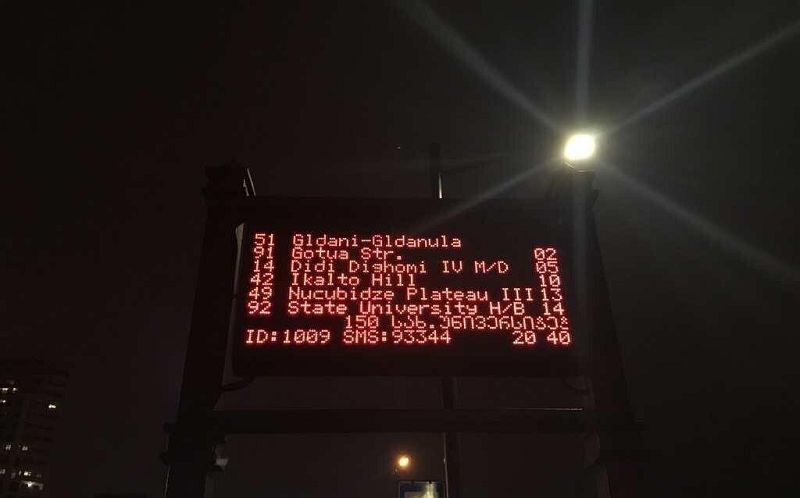 51 Gldani-Gldanula
91 Gotua Str. 02
14 Didi Dighomi IV M/D 05
42 Ikalto Hill 10
49 Nucubidze Plateau III 13
92 State University H/B 14
150 სახ.უნივერსიტეტ
ID:1009 SMS:93344 20 40